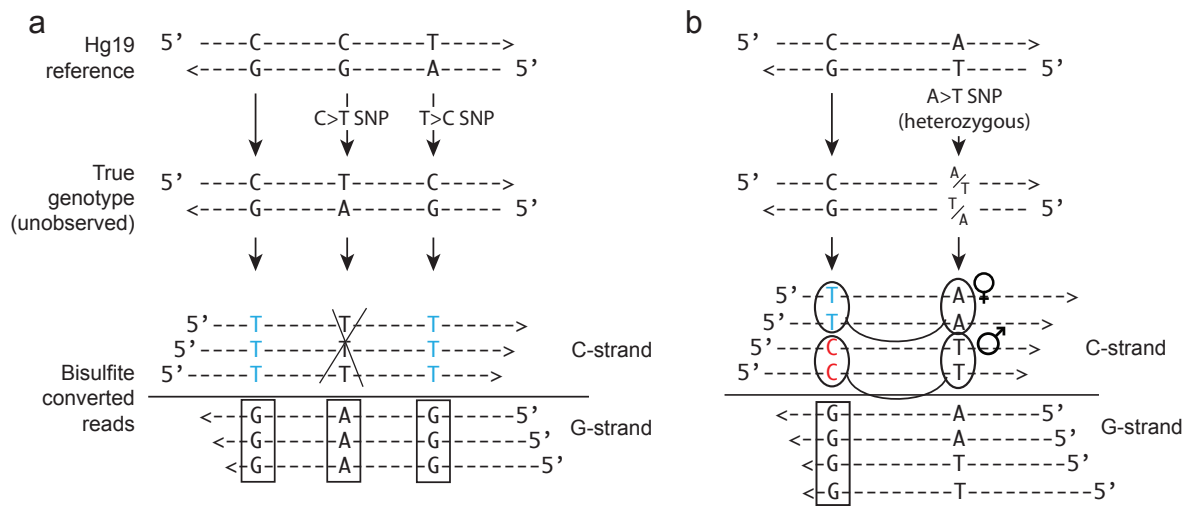 a
Hg19
reference
5’ -----C------C------T------>
<-----G------G------A------ 5’
C>T SNP
T>C SNP
True
genotype
(unobserved)
5’ -----C------T------C------>
<-----G------A------G------ 5’
Bisulfite
converted
reads
5’ ----T------T------T------>
5’-----T------T------T----->
5’ ----T------T------T----->
C-strand
<----G------A------G------5’
<---G------A------G-------5’
<--G------A------G--------5’
G-strand
b
5’ ------C--------A------>
<------G--------T----- 5’
A>T SNP
(heterozygous)
5’ ------C-------- A/T ----->
<------G-------- T/A ----- 5’
5’ --T---------A-------->
5’ ---T---------A------>
5’----C---------T----->
5’ ----C---------T---->
C-strand
<--G---------A-------5’
<-G---------A-------5’
<-G---------T--------5’
<-G---------T----------5’
G-strand